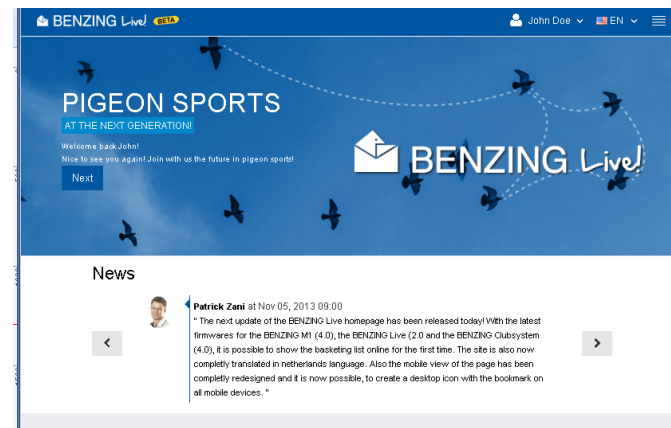 BENZING Live! BETA
John Doe
EN
PIGEON SPORTS
AT THE NEXT GENERATION!
Welcome back John!
Nice to see you again! Join with us the future in pigeon sports!
Next
BENZING Live!
News
Patrick Zani at Nov 05, 2013 09:00
" The next update of the BENZING Live homepage has been released today! With the latest
firmwares for the BENZING M1 (4.0), the BENZING Live (2.0 and the BENZING Clubsystem
(4.0), it is possible to show the basketing list online for the first time. The site is also now
completly translated in netherlands language. Also the mobile view of the page has been
completly redesigned and it is now possible, to create a desktop icon with the bookmark on
all mobile devices. "